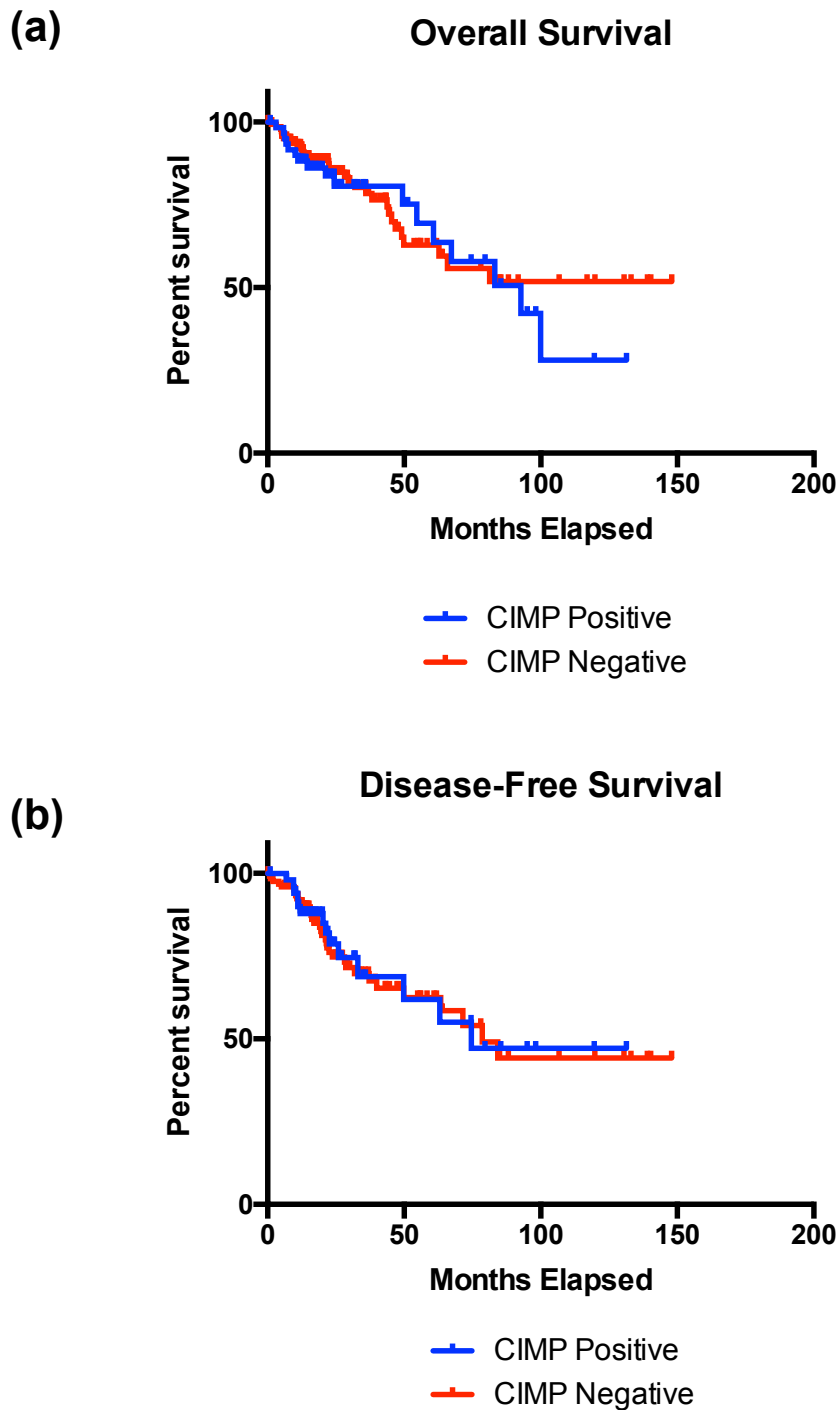 (a)
Overall Survival
Percent survival
100
50
0
0 50 100 150 200
Months Elapsed
CIMP Positive
CIMP Negative
(b)
Disease-Free Survival
Percent survival
100
50
0
0 50 100 150 200
Months Elapsed
CIMP Positive
CIMP Negative